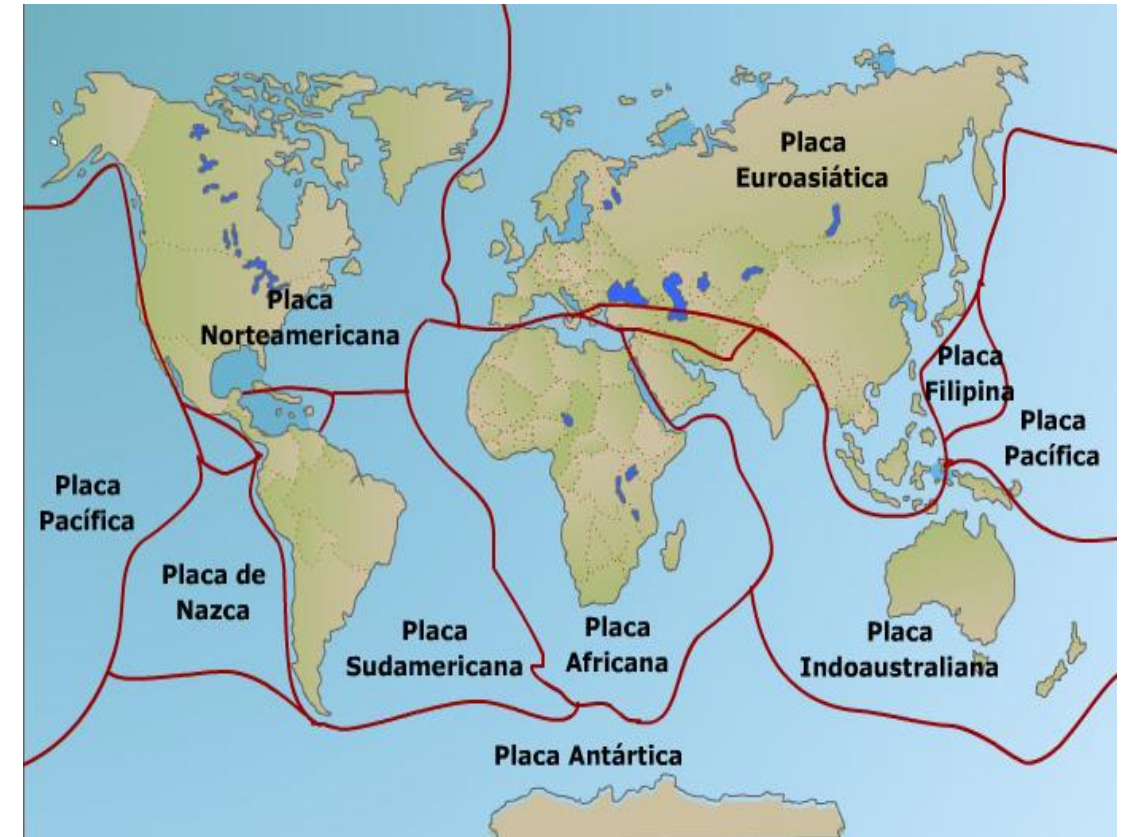 Placa
Euroasiática
Placa
Norteamericana
Placa
Filipina
Placa
Pacífica
Placa
Pacífica
Placa de
Nazca
Placa
Sudamericana
Placa
Africana
Placa
Indoaustraliana
Placa Antártica